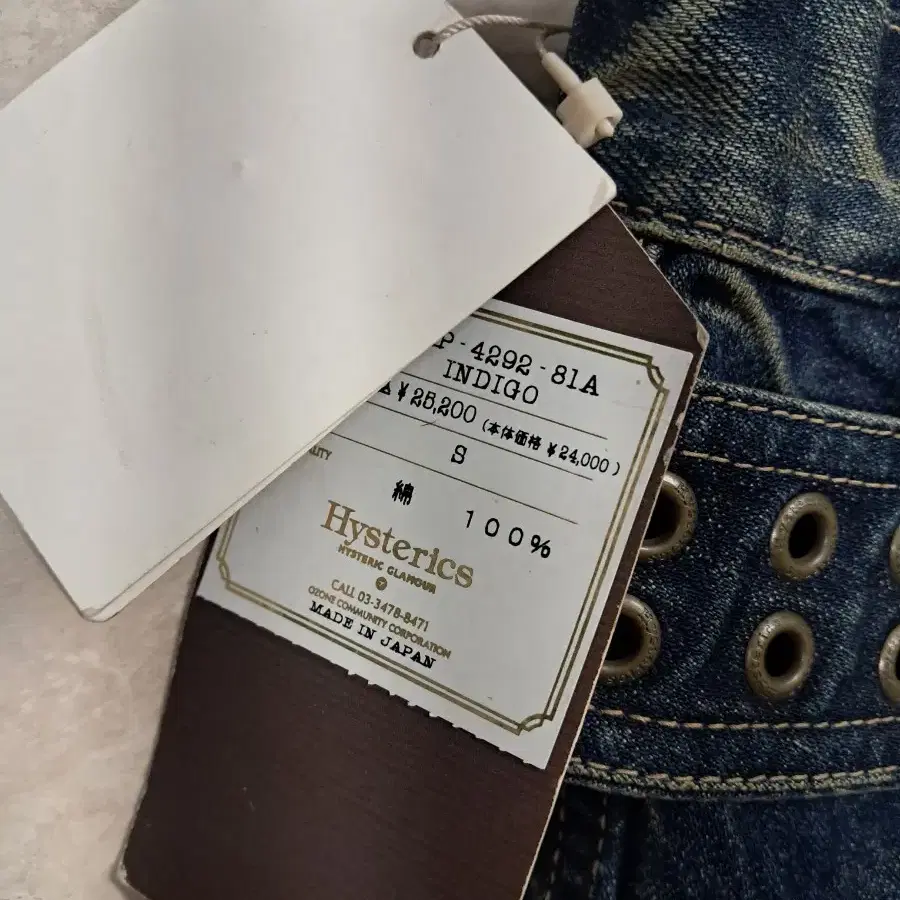 P-4292-81A
INDIGO
¥25,200 (本体価格 ¥24,000)
S
綿 100%
Hysterics
HYSTERIC GLAMOUR
CALL 03-3478-8471
OZONE COMMUNITY CORPORATION
MADE IN JAPAN